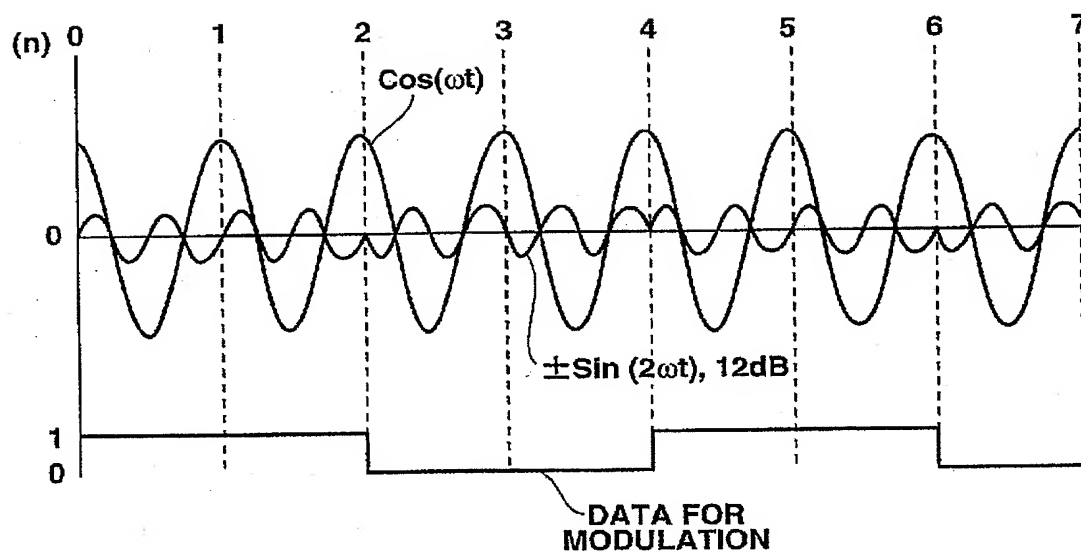 (n) 0 1 2 3 4 5 6 7
Cos(ωt)
0
±Sin (2ωt), 12dB
1
0
DATA FOR
MODULATION